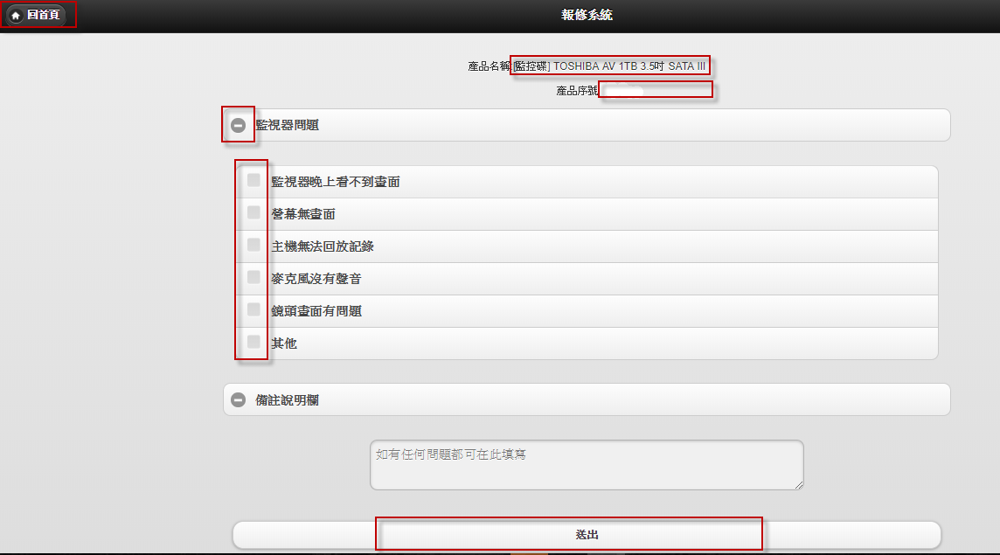 回首頁
報修系統
產品名稱 [監控碟] TOSHIBA AV 1TB 3.5吋 SATA III
產品序號
監視器問題
監視器晚上看不到畫面
螢幕無畫面
主機無法回放記錄
麥克風沒有聲音
鏡頭畫面有問題
其他
備註說明欄
如有任何問題都可在此填寫
送出